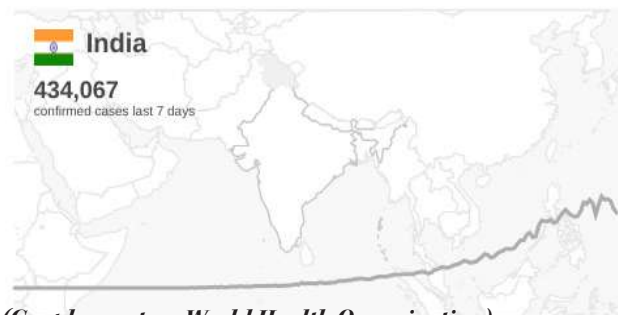 India
434,067
confirmed cases last 7 days
World Health Organization)